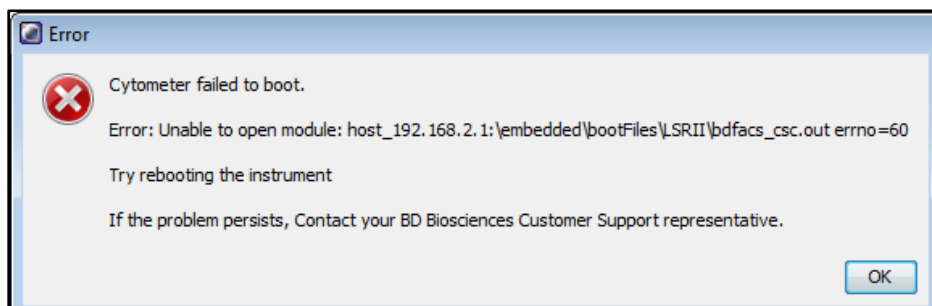 Error
Cytometer failed to boot.
Error: Unable to open module: host_192.168.2.1:\embedded\bootFiles\LSRII\bdfacs_csc.out errno=60
Try rebooting the instrument
If the problem persists, Contact your BD Biosciences Customer Support representative.
OK